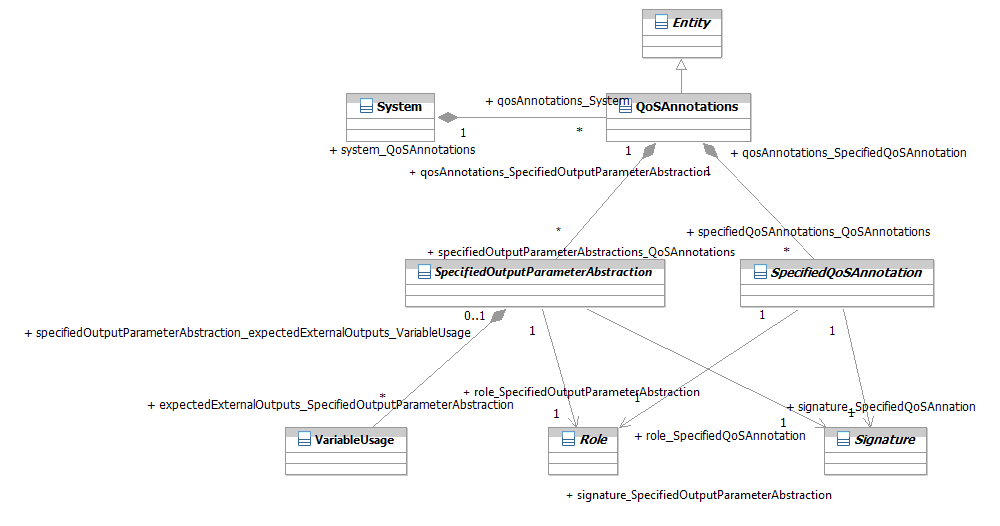 Entity
System
+ qosAnnotations_System
QoSAnnotations
1
*
+ system_QoSAnnotations
1
+ qosAnnotations_SpecifiedQoSAnnotation
+ qosAnnotations_SpecifiedOutputParameterAbstraction
1
*
+ specifiedQoSAnnotations_QoSAnnotations
+ specifiedOutputParameterAbstractions_QoSAnnotations
*
SpecifiedOutputParameterAbstraction
SpecifiedQoSAnnotation
0..1
1
1
1
+ specifiedOutputParameterAbstraction_expectedExternalOutputs_VariableUsage
*
+ role_SpecifiedOutputParameterAbstraction
1
+ expectedExternalOutputs_SpecifiedOutputParameterAbstraction
+ signature_SpecifiedQoSAnnation
1
1
1
VariableUsage
Role
+ role_SpecifiedQoSAnnotation
Signature
+ signature_SpecifiedOutputParameterAbstraction